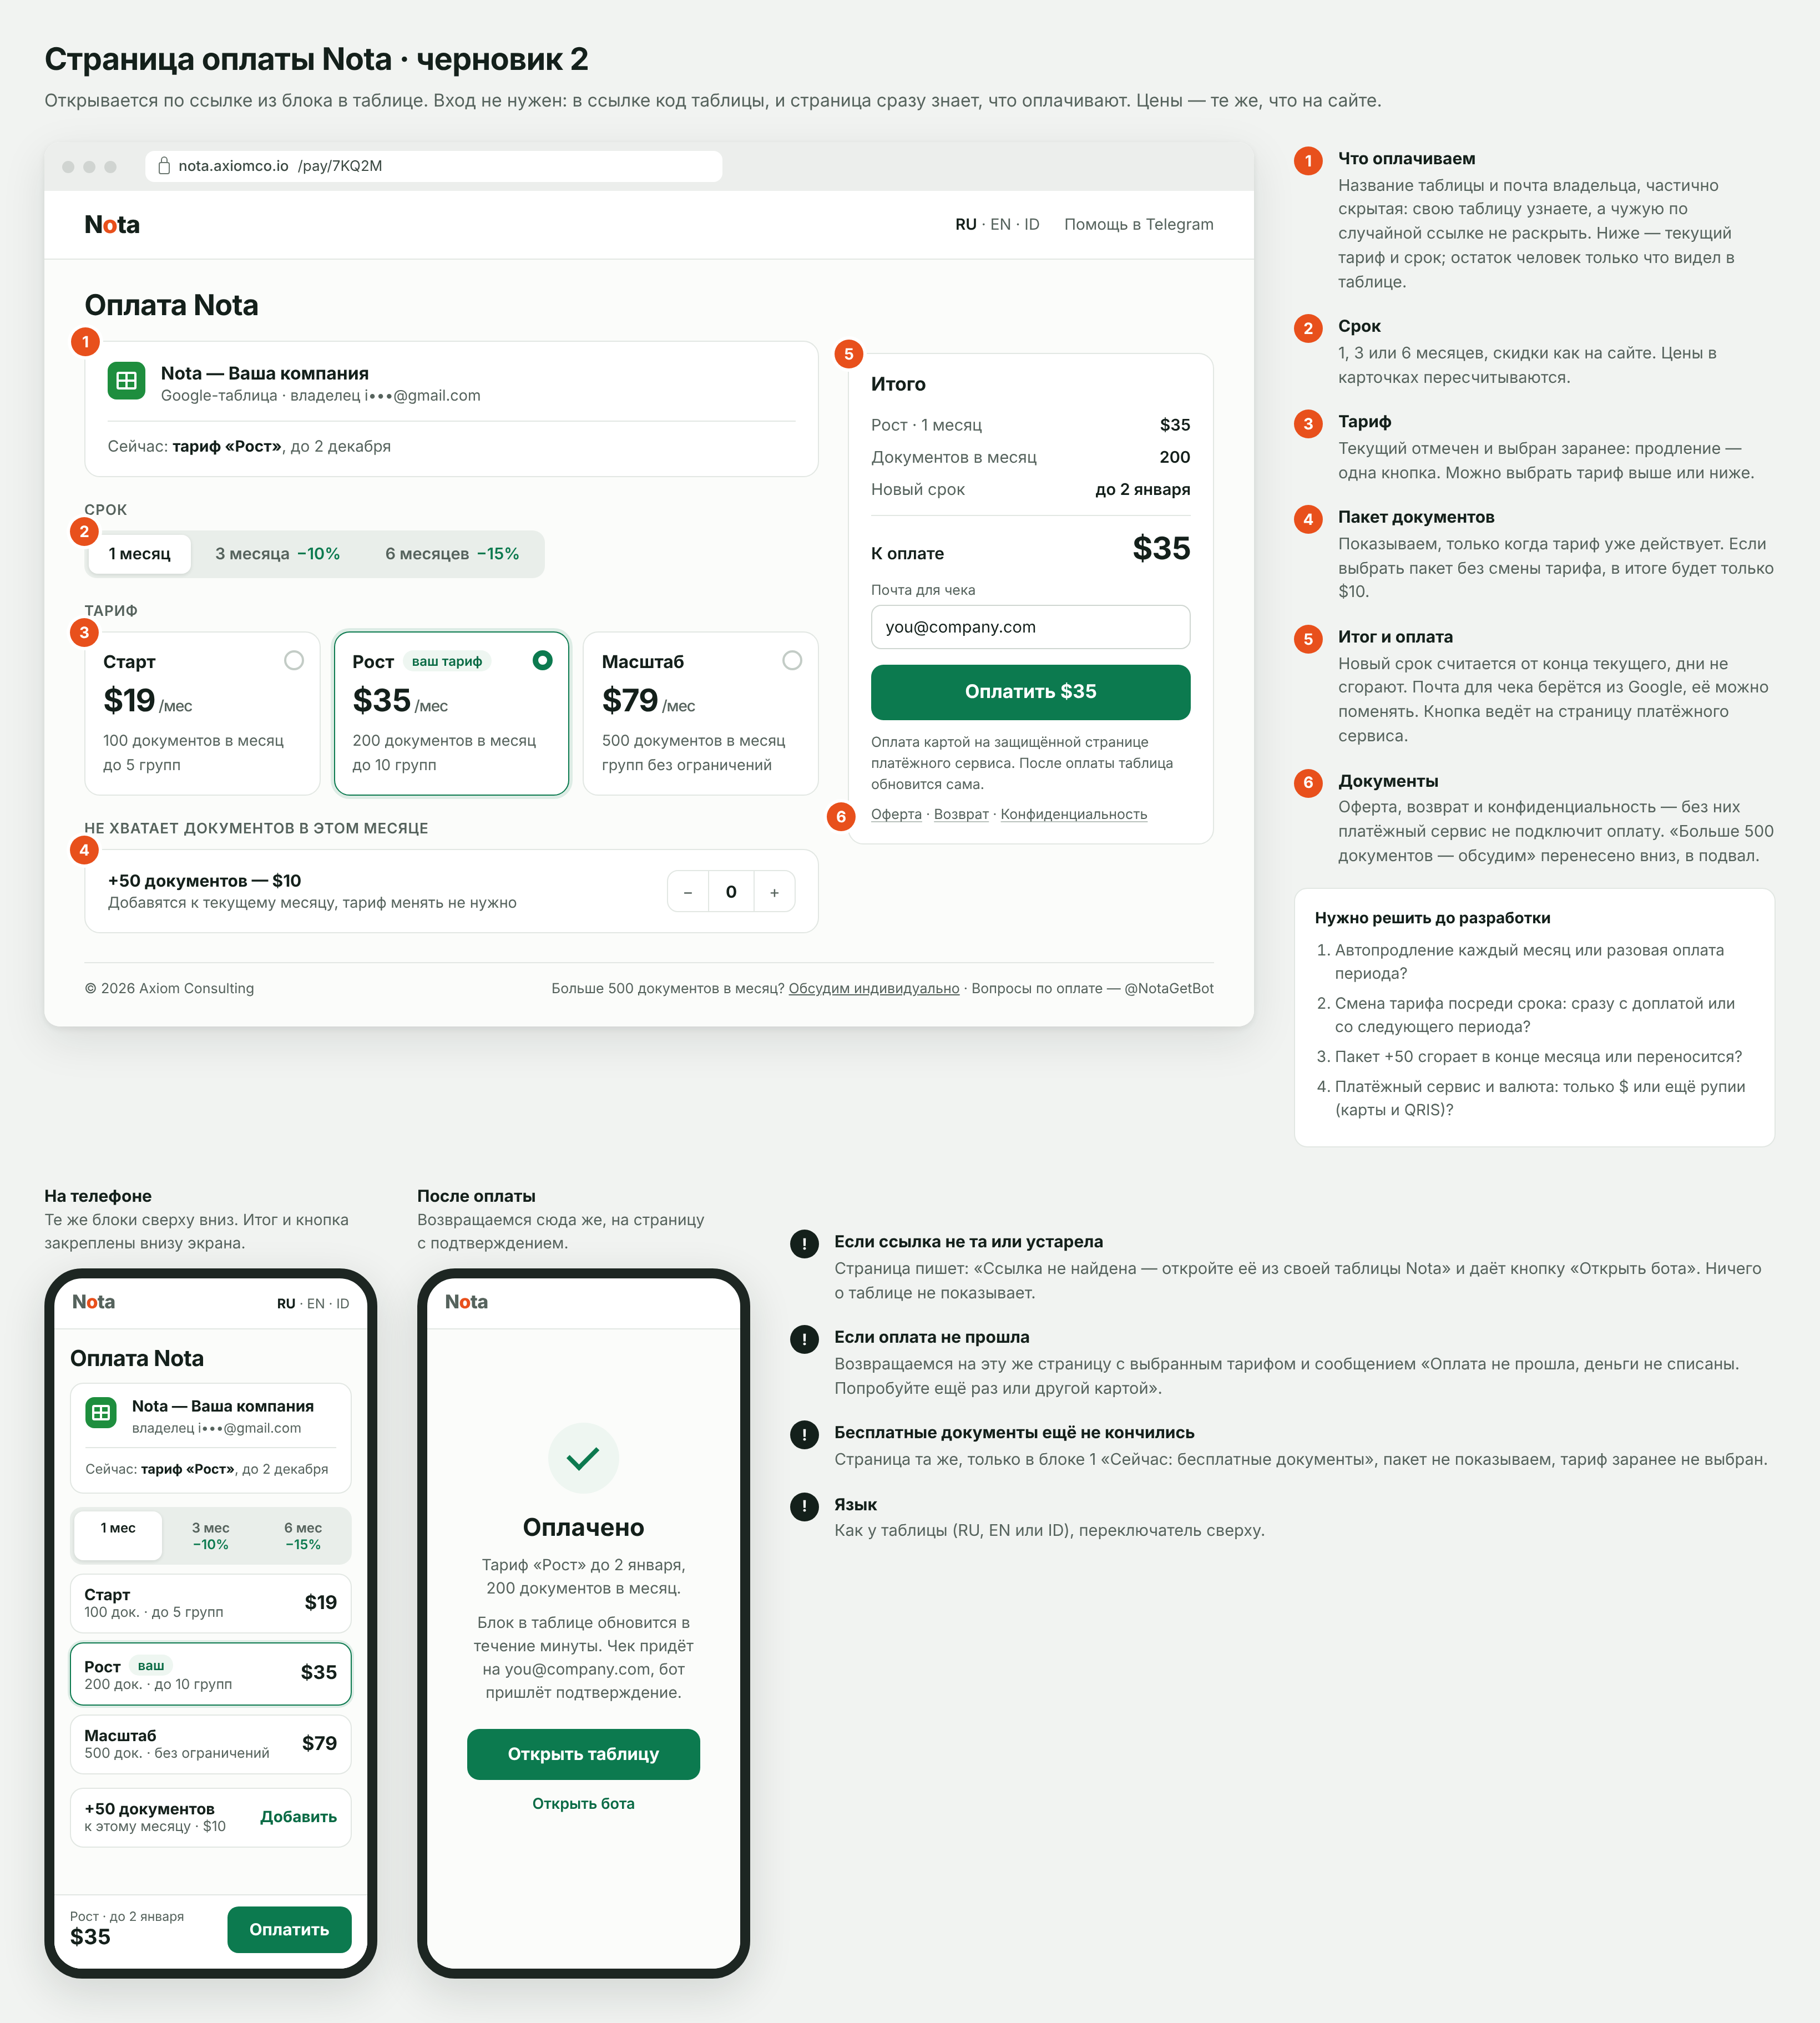 Страница оплаты Nota · черновик 2
Открывается по ссылке из блока в таблице. Вход не нужен: в ссылке код таблицы, и страница сразу знает, что оплачивают. Цены — те же, что на сайте.
nota.axiomco.io /pay/7KQ2M
Nota
RU · EN · ID Помощь в Telegram
Оплата Nota
1
Nota — Ваша компания
Google-таблица · владелец i•••@gmail.com
Сейчас: тариф «Рост», до 2 декабря
СРОК
2
1 месяц
3 месяца −10%
6 месяцев −15%
ТАРИФ
3
Старт
$19 /мес
100 документов в месяц
до 5 групп
Рост ваш тариф
$35 /мес
200 документов в месяц
до 10 групп
Масштаб
$79 /мес
500 документов в месяц
групп без ограничений
НЕ ХВАТАЕТ ДОКУМЕНТОВ В ЭТОМ МЕСЯЦЕ
4
+50 документов — $10
Добавятся к текущему месяцу, тариф менять не нужно
− 0 +
5
Итого
Рост · 1 месяц $35
Документов в месяц 200
Новый срок до 2 января
К оплате $35
Почта для чека
you@company.com
Оплатить $35
Оплата картой на защищённой странице
платёжного сервиса. После оплаты таблица
обновится сама.
6
Оферта · Возврат · Конфиденциальность
© 2026 Axiom Consulting
Больше 500 документов в месяц? Обсудим индивидуально · Вопросы по оплате — @NotaGetBot
1
Что оплачиваем
Название таблицы и почта владельца, частично
скрытая: свою таблицу узнаете, а чужую по
случайной ссылке не раскрыть. Ниже — текущий
тариф и срок; остаток человек только что видел в
таблице.
2
Срок
1, 3 или 6 месяцев, скидки как на сайте. Цены в
карточках пересчитываются.
3
Тариф
Текущий отмечен и выбран заранее: продление —
одна кнопка. Можно выбрать тариф выше или ниже.
4
Пакет документов
Показываем, только когда тариф уже действует. Если
выбрать пакет без смены тарифа, в итоге будет только
$10.
5
Итог и оплата
Новый срок считается от конца текущего, дни не
сгорают. Почта для чека берётся из Google, её можно
поменять. Кнопка ведёт на страницу платёжного
сервиса.
6
Документы
Оферта, возврат и конфиденциальность — без них
платёжный сервис не подключит оплату. «Больше 500
документов — обсудим» перенесено вниз, в подвал.
Нужно решить до разработки
1. Автопродление каждый месяц или разовая оплата
периода?
2. Смена тарифа посреди срока: сразу с доплатой или
со следующего периода?
3. Пакет +50 сгорает в конце месяца или переносится?
4. Платёжный сервис и валюта: только $ или ещё рупии
(карты и QRIS)?
На телефоне
Те же блоки сверху вниз. Итог и кнопка
закреплены внизу экрана.
Nota
RU · EN · ID
Оплата Nota
Nota — Ваша компания
владелец i•••@gmail.com
Сейчас: тариф «Рост», до 2 декабря
1 мес
3 мес
−10%
6 мес
−15%
Старт
100 док. · до 5 групп
$19
Рост ваш
200 док. · до 10 групп
$35
Масштаб
500 док. · без ограничений
$79
+50 документов
к этому месяцу · $10
Добавить
Рост · до 2 января
$35
Оплатить
После оплаты
Возвращаемся сюда же, на страницу
с подтверждением.
Nota
Оплачено
Тариф «Рост» до 2 января,
200 документов в месяц.
Блок в таблице обновится в
течение минуты. Чек придёт
на you@company.com, бот
пришлёт подтверждение.
Открыть таблицу
Открыть бота
!
Если ссылка не та или устарела
Страница пишет: «Ссылка не найдена — откройте её из своей таблицы Nota» и даёт кнопку «Открыть бота». Ничего
о таблице не показывает.
!
Если оплата не прошла
Возвращаемся на эту же страницу с выбранным тарифом и сообщением «Оплата не прошла, деньги не списаны.
Попробуйте ещё раз или другой картой».
!
Бесплатные документы ещё не кончились
Страница та же, только в блоке 1 «Сейчас: бесплатные документы», пакет не показываем, тариф заранее не выбран.
!
Язык
Как у таблицы (RU, EN или ID), переключатель сверху.